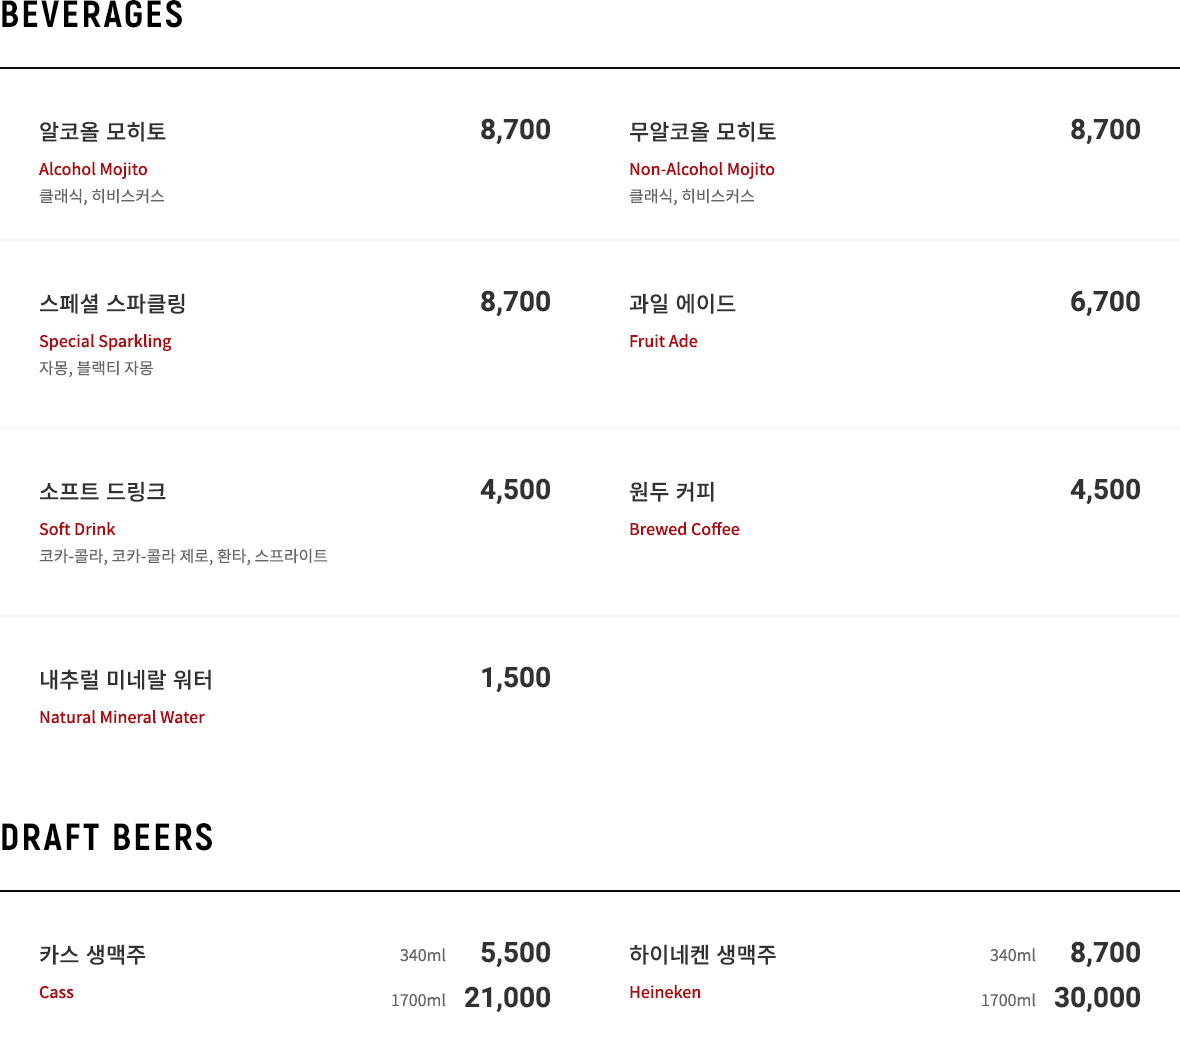 BEVERAGES
알코올 모히토 8,700
Alcohol Mojito
클래식, 히비스커스
무알코올 모히토 8,700
Non-Alcohol Mojito
클래식, 히비스커스
스페셜 스파클링 8,700
Special Sparkling
자몽, 블랙티 자몽
과일 에이드 6,700
Fruit Ade
소프트 드링크 4,500
Soft Drink
코카-콜라, 코카-콜라 제로, 환타, 스프라이트
원두 커피 4,500
Brewed Coffee
내추럴 미네랄 워터 1,500
Natural Mineral Water
DRAFT BEERS
카스 생맥주 340ml 5,500
Cass 1700ml 21,000
하이네켄 생맥주 340ml 8,700
Heineken 1700ml 30,000